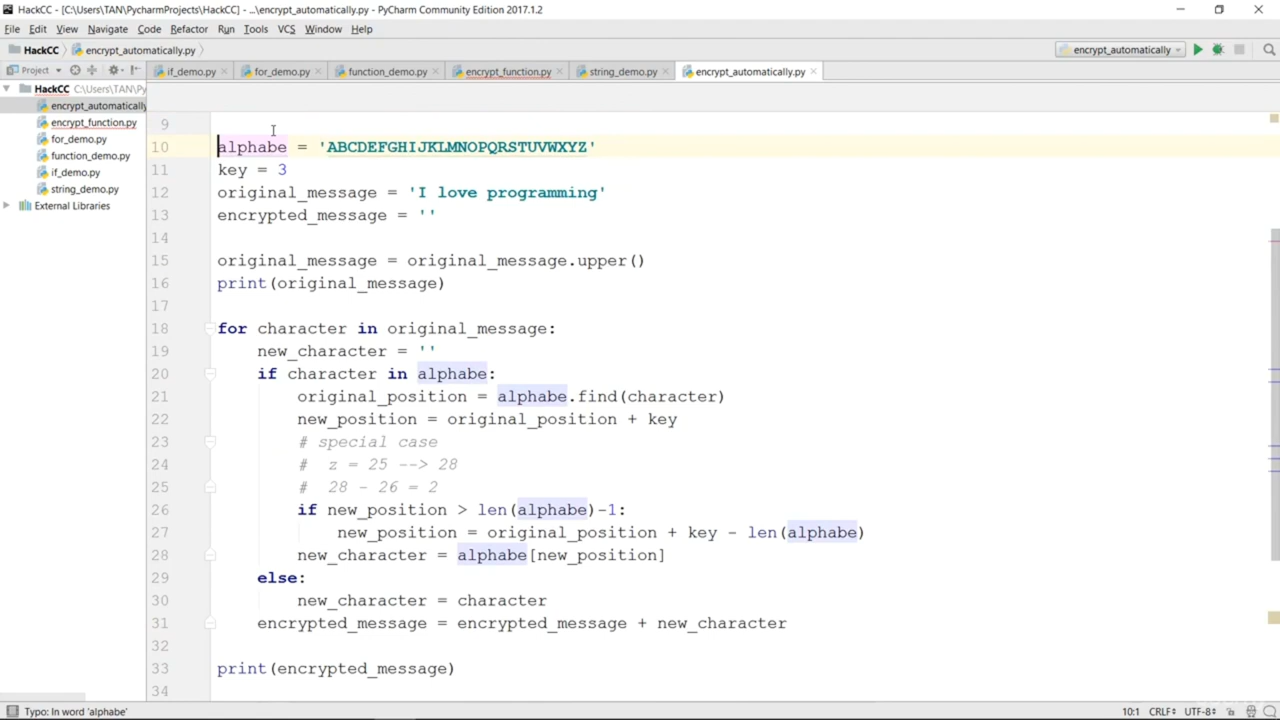 HackCC - [C:\Users\TAN\PycharmProjects\HackCC] - ...\encrypt_automatically.py - PyCharm Community Edition 2017.1.2
File Edit View Navigate Code Refactor Run Tools VCS Window Help
HackCC encrypt_automatically.py encrypt_automatically
Project if_demo.py for_demo.py function_demo.py encrypt_function.py string_demo.py encrypt_automatically.py
HackCC C:\Users\TAN\Py
encrypt_automatically
encrypt_function.py
for_demo.py
function_demo.py
if_demo.py
string_demo.py
External Libraries
9
10 alphabe = 'ABCDEFGHIJKLMNOPQRSTUVWXYZ'
11 key = 3
12 original_message = 'I love programming'
13 encrypted_message = ''
14
15 original_message = original_message.upper()
16 print(original_message)
17
18 for character in original_message:
19     new_character = ''
20     if character in alphabe:
21         original_position = alphabe.find(character)
22         new_position = original_position + key
23         # special case
24         #  z = 25 --> 28
25         #  28 - 26 = 2
26         if new_position > len(alphabe)-1:
27             new_position = original_position + key - len(alphabe)
28         new_character = alphabe[new_position]
29     else:
30         new_character = character
31     encrypted_message = encrypted_message + new_character
32
33 print(encrypted_message)
34
Typo: In word 'alphabe' 10:1 CRLF UTF-8